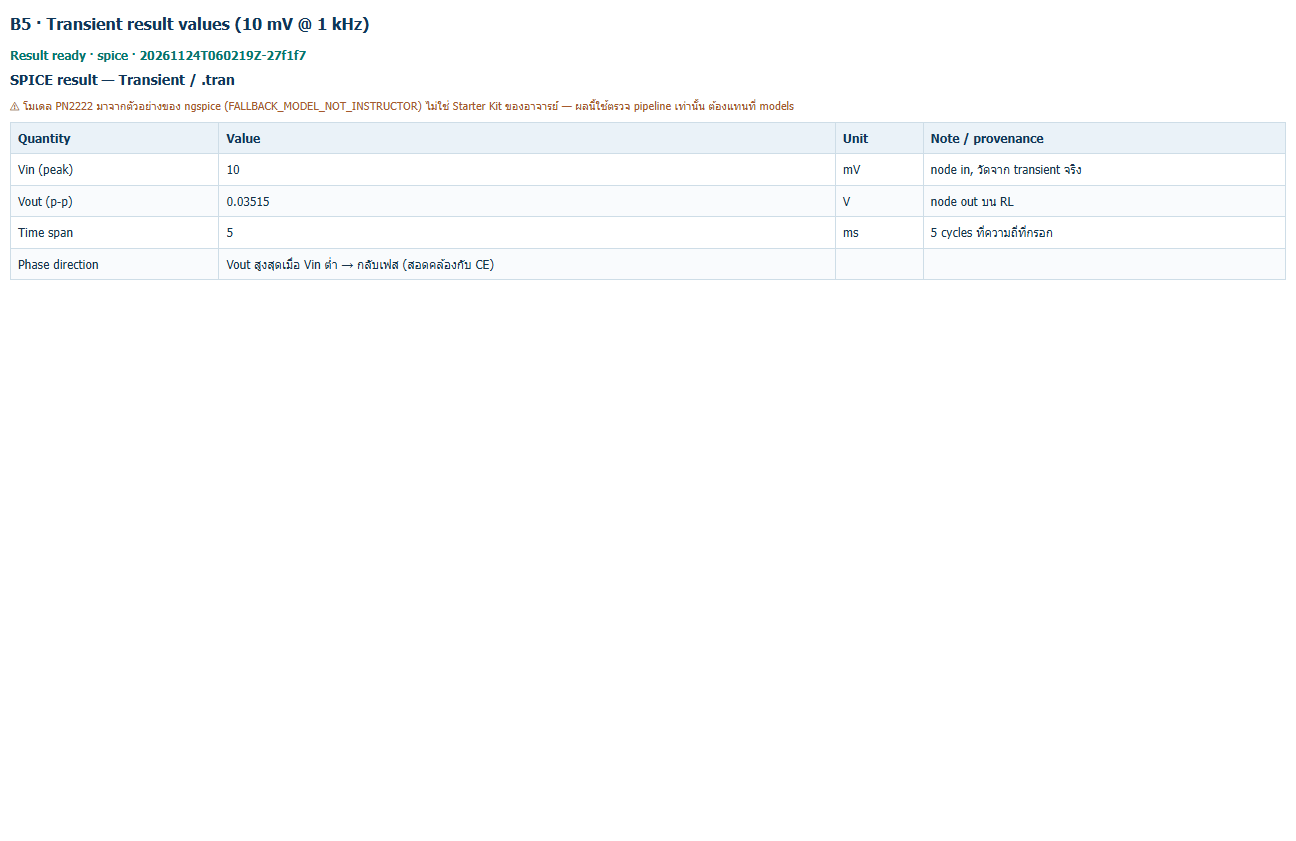 B5 · Transient result values (10 mV @ 1 kHz)
Result ready · spice · 20261124T060219Z-27f1f7
SPICE result — Transient / .tran
⚠ โมเดล PN2222 มาจากตัวอย่างของ ngspice (FALLBACK_MODEL_NOT_INSTRUCTOR) ไม่ใช่ Starter Kit ของอาจารย์ — ผลนี้ใช้ตรวจ pipeline เท่านั้น ต้องแทนที่ models
Quantity Value Unit Note / provenance
Vin (peak) 10 mV node in, วัดจาก transient จริง
Vout (p-p) 0.03515 V node out บน RL
Time span 5 ms 5 cycles ที่ความถี่ที่กรอก
Phase direction Vout สูงสุดเมื่อ Vin ต่ำ → กลับเฟส (สอดคล้องกับ CE)